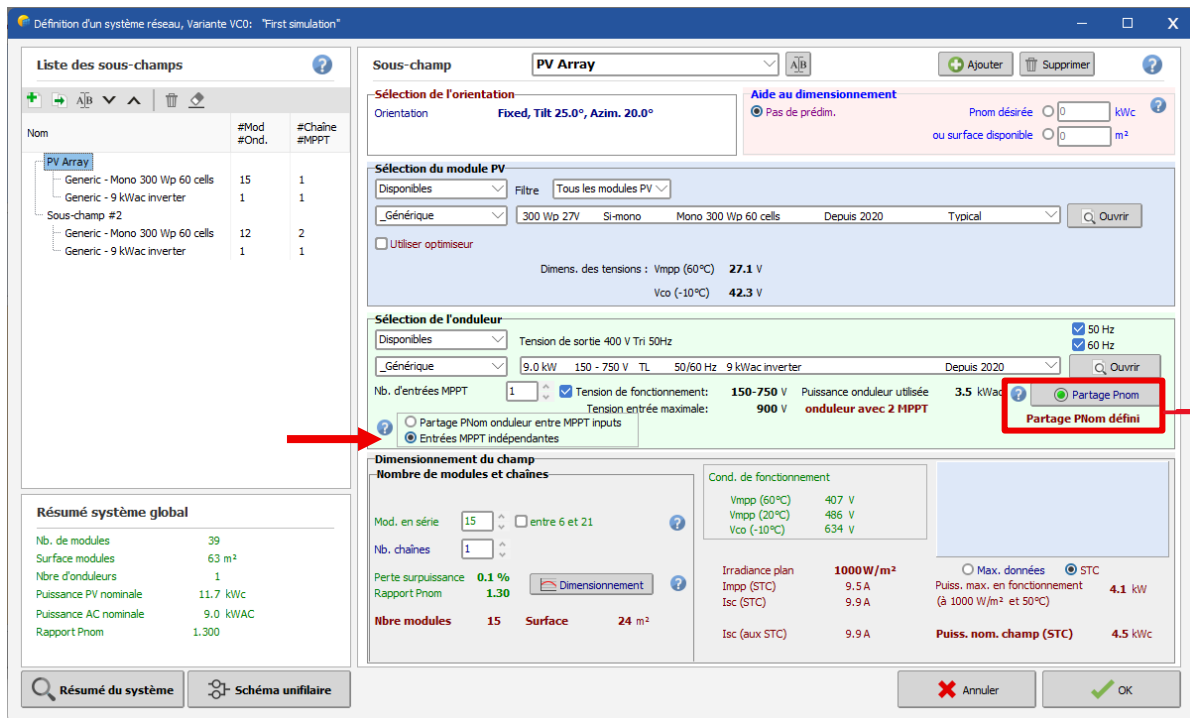 Définition d'un système réseau, Variante VC0: "First simulation"
Liste des sous-champs
Nom #Mod #Chaîne
#Ond. #MPPT
PV Array
Generic - Mono 300 Wp 60 cells 15 1
Generic - 9 kWac inverter 1 1
Sous-champ #2
Generic - Mono 300 Wp 60 cells 12 2
Generic - 9 kWac inverter 1 1
Résumé système global
Nb. de modules 39
Surface modules 63 m²
Nbre d'onduleurs 1
Puissance PV nominale 11.7 kWc
Puissance AC nominale 9.0 kWAC
Rapport Pnom 1.300
Résumé du système Schéma unifilaire
Sous-champ PV Array Ajouter Supprimer
Sélection de l'orientation
Orientation Fixed, Tilt 25.0°, Azim. 20.0°
Aide au dimensionnement
Pas de prédim. Pnom désirée 0 kWc
ou surface disponible 0 m²
Sélection du module PV
Disponibles Filtre Tous les modules PV
_Générique 300 Wp 27V Si-mono Mono 300 Wp 60 cells Depuis 2020 Typical Ouvrir
Utiliser optimiseur
Dimens. des tensions : Vmpp (60°C) 27.1 V
Vco (-10°C) 42.3 V
Sélection de l'onduleur
Disponibles Tension de sortie 400 V Tri 50Hz 50 Hz
60 Hz
_Générique 9.0 kW 150 - 750 V TL 50/60 Hz 9 kWac inverter Depuis 2020 Ouvrir
Nb. d'entrées MPPT 1 Tension de fonctionnement: 150-750 V Puissance onduleur utilisée 3.5 kWac Partage Pnom
Tension entrée maximale: 900 V onduleur avec 2 MPPT Partage PNom défini
Partage PNom onduleur entre MPPT inputs
Entrées MPPT indépendantes
Dimensionnement du champ
Nombre de modules et chaînes
Mod. en série 15 entre 6 et 21
Nb. chaînes 1
Perte surpuissance 0.1 %
Rapport Pnom 1.30
Dimensionnement
Nbre modules 15 Surface 24 m²
Cond. de fonctionnement
Vmpp (60°C) 407 V
Vmpp (20°C) 486 V
Vco (-10°C) 634 V
Irradiance plan 1000 W/m²
Impp (STC) 9.5 A
Isc (STC) 9.9 A
Isc (aux STC) 9.9 A
Max. données STC
Puiss. max. en fonctionnement 4.1 kW
(à 1000 W/m² et 50°C)
Puiss. nom. champ (STC) 4.5 kWc
Annuler OK